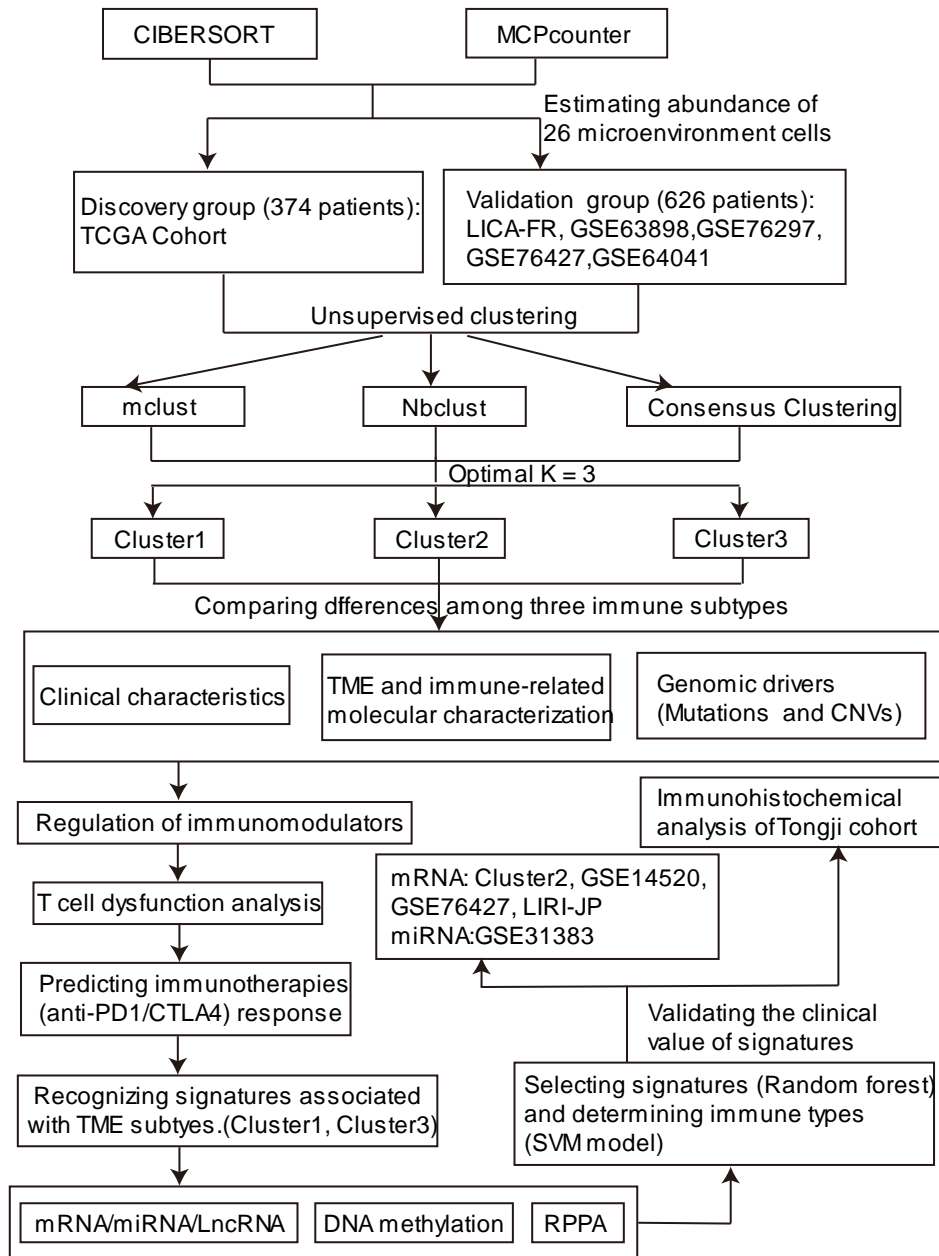 CIBERSORT
MCPcounter
Estimating abundance of
26 microenvironment cells
Discovery group (374 patients):
TCGA Cohort
Validation group (626 patients):
LICA-FR, GSE63898,GSE76297,
GSE76427,GSE64041
Unsupervised clustering
mclust
Nbclust
Consensus Clustering
Optimal K = 3
Cluster1
Cluster2
Cluster3
Comparing dfferences among three immune subtypes
Clinical characteristics
TME and immune-related
molecular characterization
Genomic drivers
(Mutations and CNVs)
Regulation of immunomodulators
T cell dysfunction analysis
Predicting immunotherapies
(anti-PD1/CTLA4) response
Recognizing signatures associated
with TME subtyes.(Cluster1, Cluster3)
mRNA/miRNA/LncRNA
DNA methylation
RPPA
Selecting signatures (Random forest)
and determining immune types
(SVM model)
Validating the clinical
value of signatures
mRNA: Cluster2, GSE14520,
GSE76427, LIRI-JP
miRNA:GSE31383
Immunohistochemical
analysis of Tongji cohort